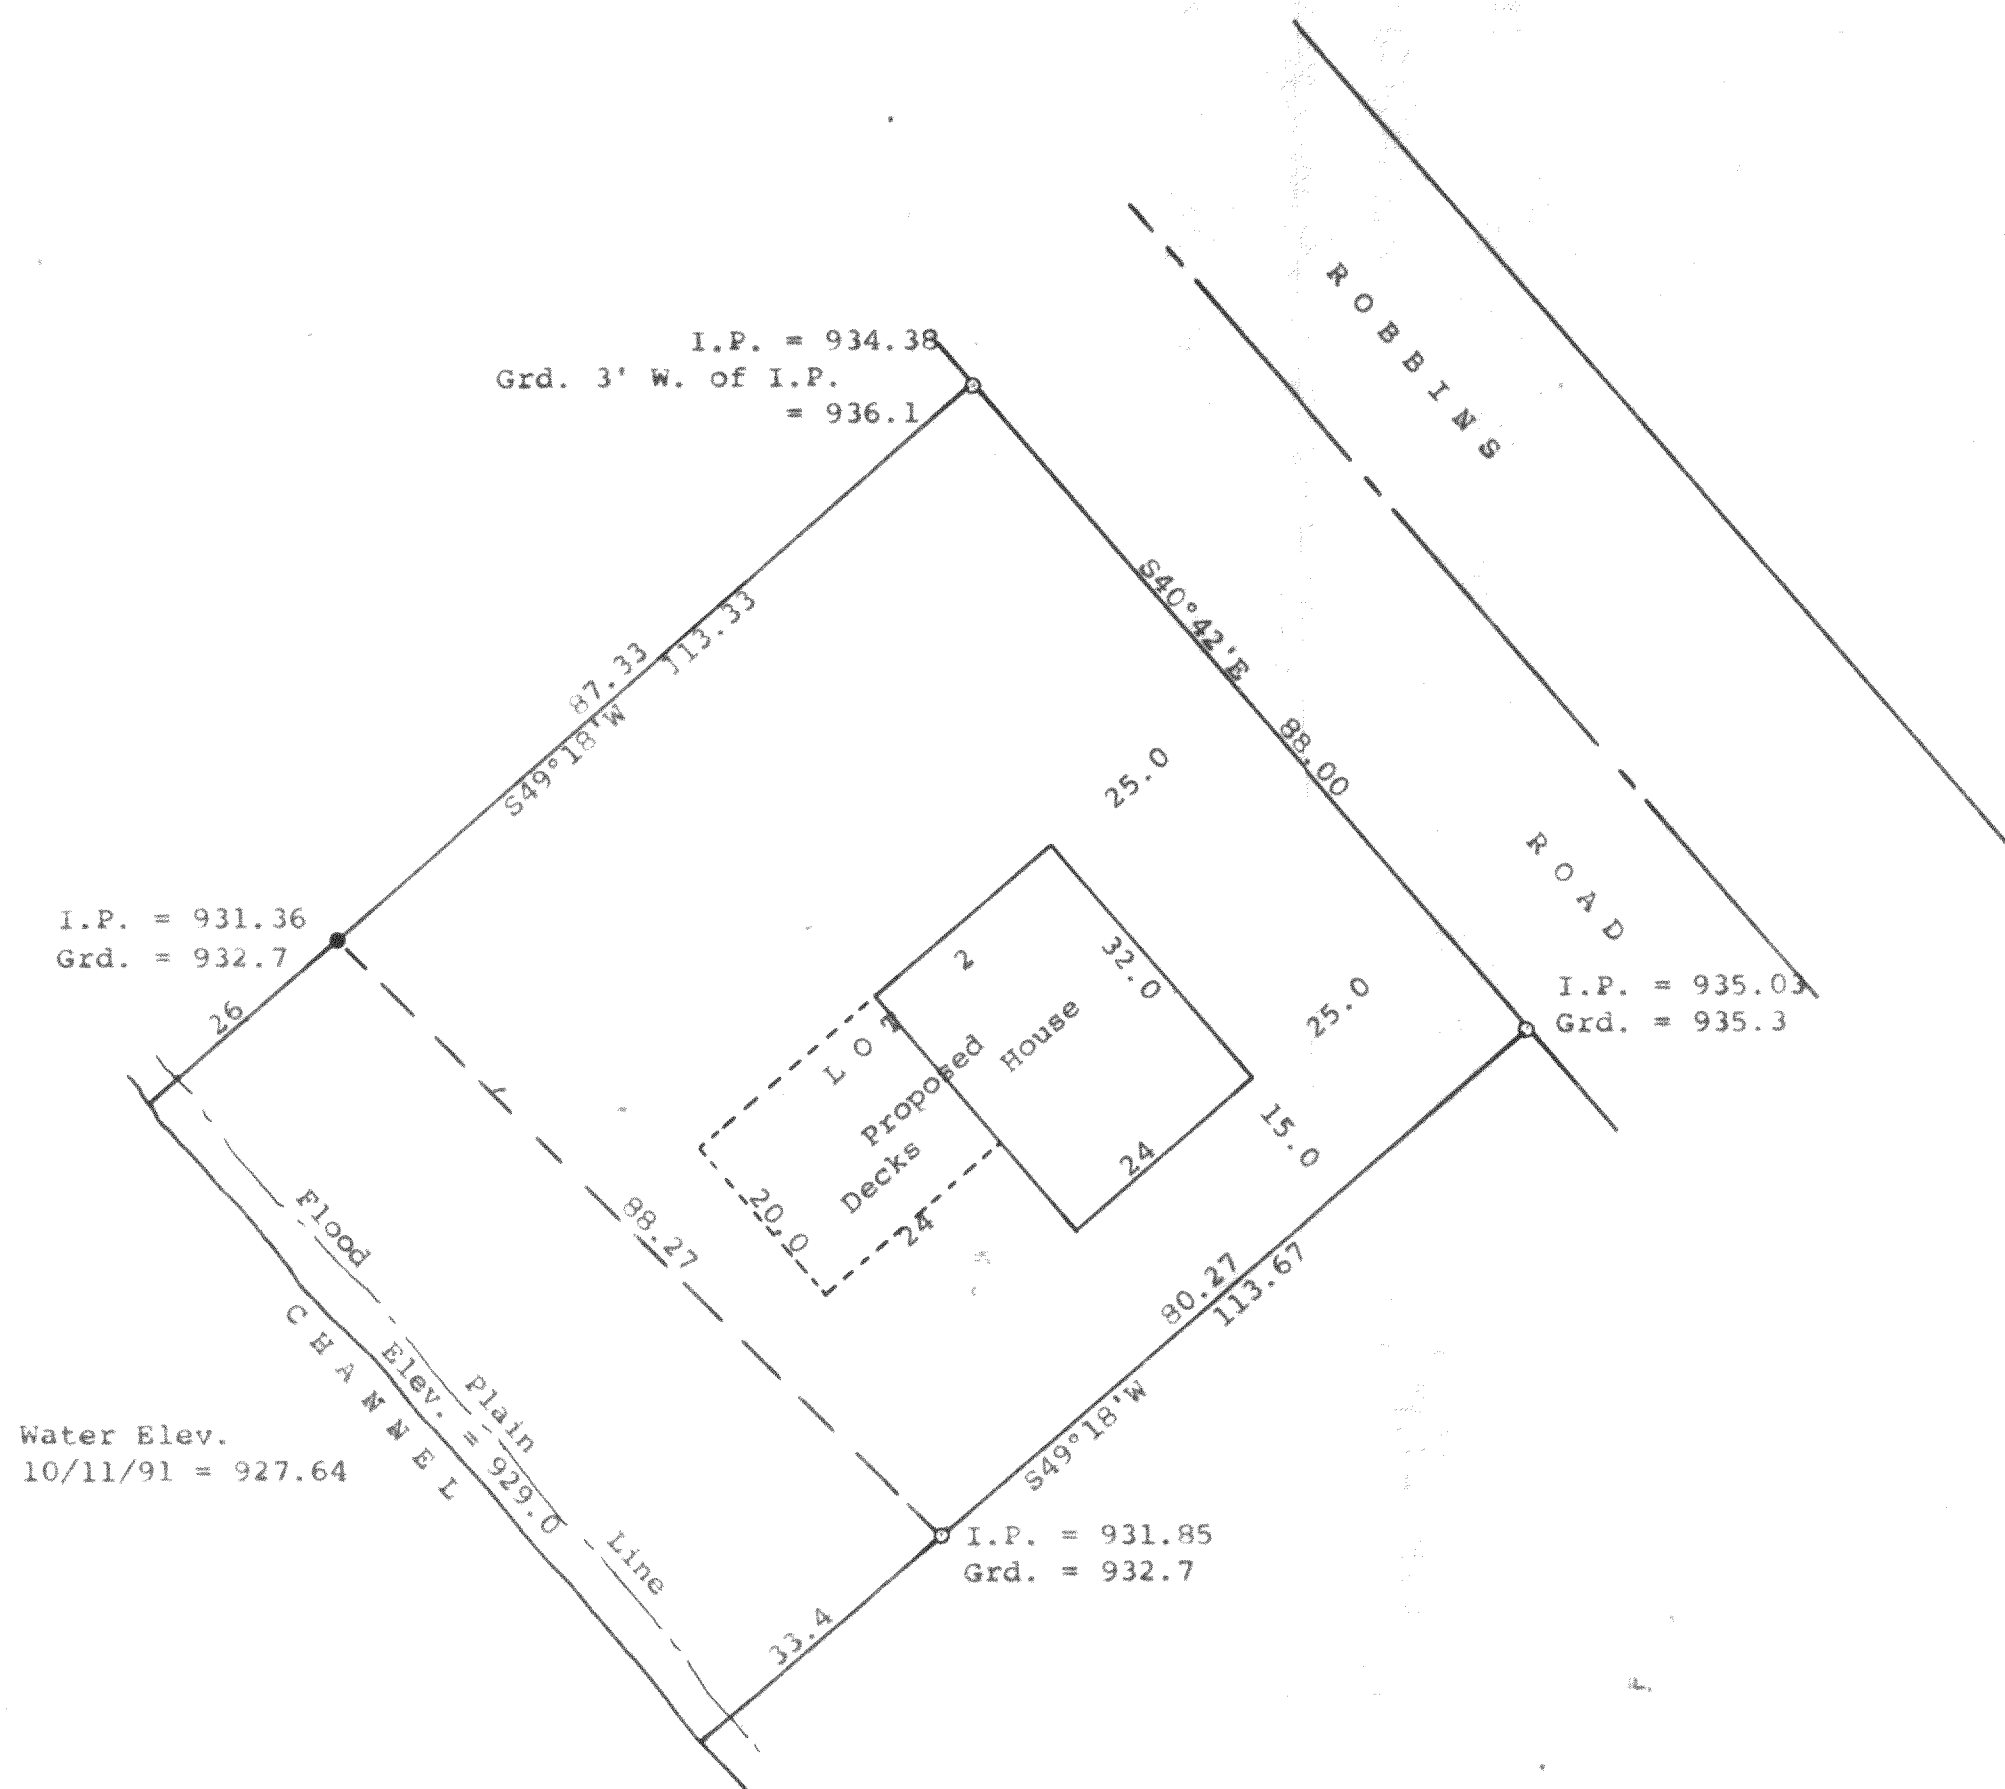 ROBBINS
I.P. = 934.38
Grd. 3' W. of I.P.
= 936.1
S40°42'E
88.00
87.33
113.33
S49°18'W
25.0
ROAD
I.P. = 931.36
Grd. = 932.7
26
2
32.0
25.0
I.P. = 935.03
Grd. = 935.3
LOT
Proposed House
Decks
24
15.0
20.0
24
88.27
80.27
113.67
S49°18'W
Flood Plain Line
Elev. = 929.0
CHANNEL
Water Elev.
10/11/91 = 927.64
I.P. = 931.85
Grd. = 932.7
33.4